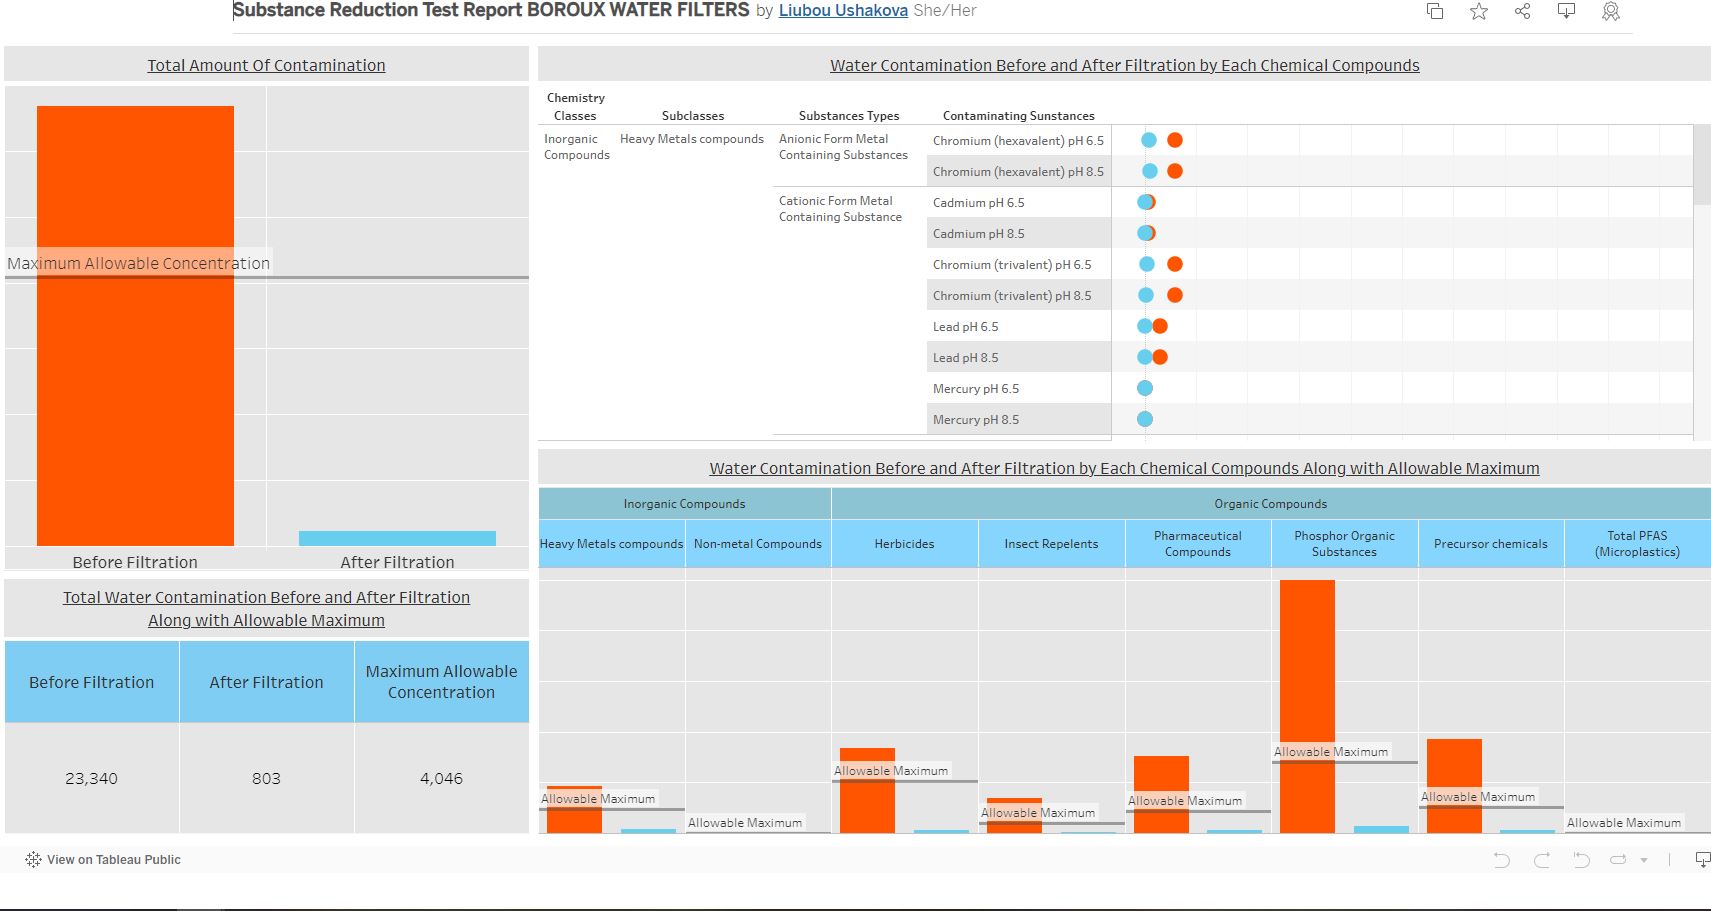 Substance Reduction Test Report BOROUX WATER FILTERS by Liubou Ushakova She/Her
Total Amount Of Contamination
Maximum Allowable Concentration
Before Filtration
After Filtration
Total Water Contamination Before and After Filtration
Along with Allowable Maximum
Before Filtration
After Filtration
Maximum Allowable
Concentration
23,340
803
4,046
Water Contamination Before and After Filtration by Each Chemical Compounds
Chemistry
Classes
Subclasses
Substances Types
Contaminating Sunstances
Inorganic
Compounds
Heavy Metals compounds
Anionic Form Metal
Containing Substances
Chromium (hexavalent) pH 6.5
Chromium (hexavalent) pH 8.5
Cationic Form Metal
Containing Substance
Cadmium pH 6.5
Cadmium pH 8.5
Chromium (trivalent) pH 6.5
Chromium (trivalent) pH 8.5
Lead pH 6.5
Lead pH 8.5
Mercury pH 6.5
Mercury pH 8.5
Water Contamination Before and After Filtration by Each Chemical Compounds Along with Allowable Maximum
Inorganic Compounds
Organic Compounds
Heavy Metals compounds
Non-metal Compounds
Herbicides
Insect Repelents
Pharmaceutical
Compounds
Phosphor Organic
Substances
Precursor chemicals
Total PFAS
(Microplastics)
Allowable Maximum
Allowable Maximum
Allowable Maximum
Allowable Maximum
Allowable Maximum
Allowable Maximum
Allowable Maximum
Allowable Maximum
View on Tableau Public